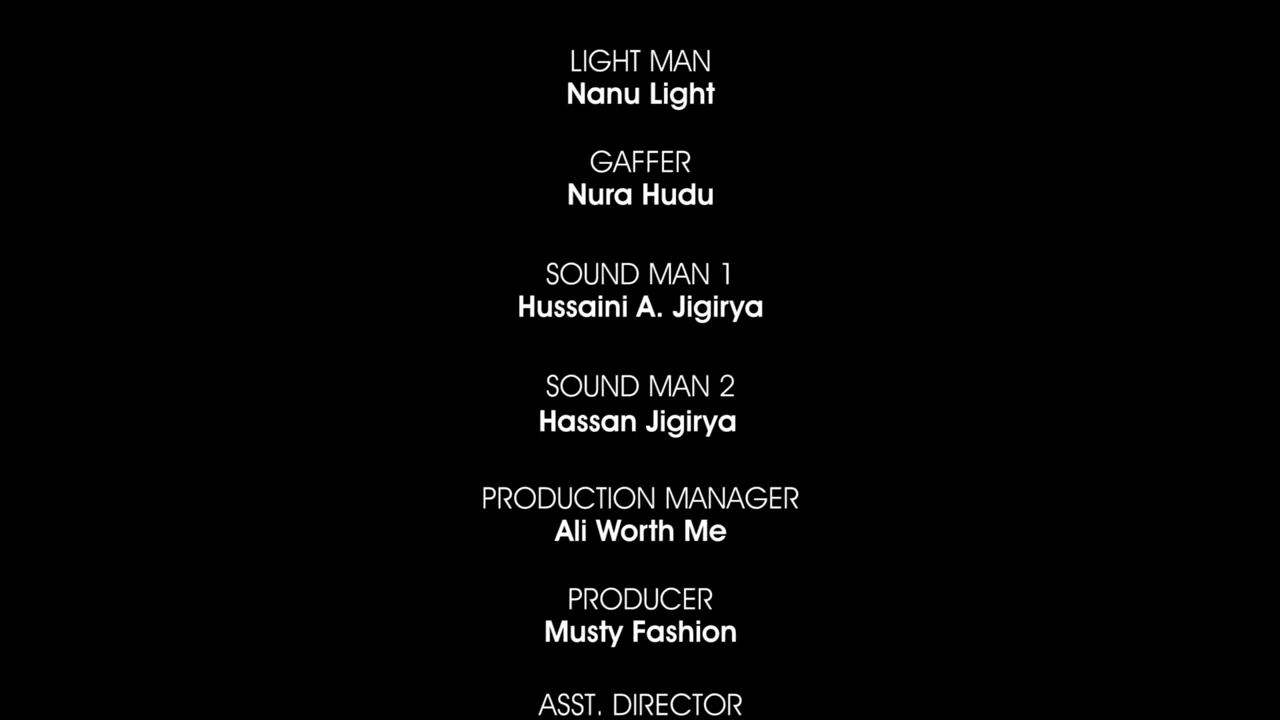 LIGHT MAN
Nanu Light
GAFFER
Nura Hudu
SOUND MAN 1
Hussaini A. Jigirya
SOUND MAN 2
Hassan Jigirya
PRODUCTION MANAGER
Ali Worth Me
PRODUCER
Musty Fashion
ASST. DIRECTOR